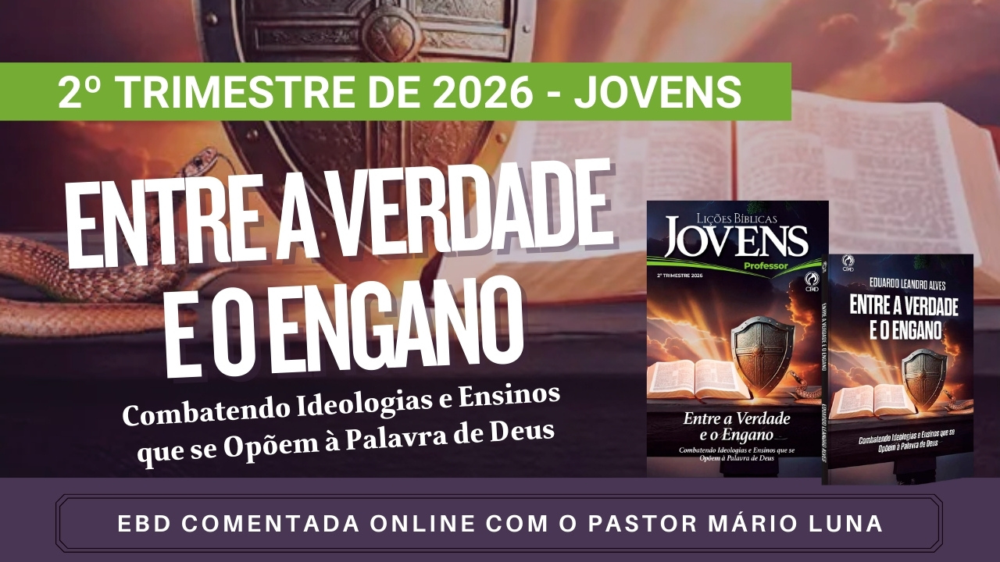 2º TRIMESTRE DE 2026 - JOVENS
ENTRE A VERDADE
E O ENGANO
Combatendo Ideologias e Ensinos
que se Opõem à Palavra de Deus
LIÇÕES BÍBLICAS
JOVENS
Professor
2º TRIMESTRE 2026
CPAD
Entre a Verdade
e o Engano
Combatendo Ideologias e Ensinos que se
Opõem à Palavra de Deus
CPAD
EDUARDO LEANDRO ALVES
ENTRE A VERDADE
E O ENGANO
Combatendo Ideologias e Ensinos que se
Opõem à Palavra de Deus
ENTRE A VERDADE E O ENGANO
EDUARDO LEANDRO ALVES
EBD COMENTADA ONLINE COM O PASTOR MÁRIO LUNA